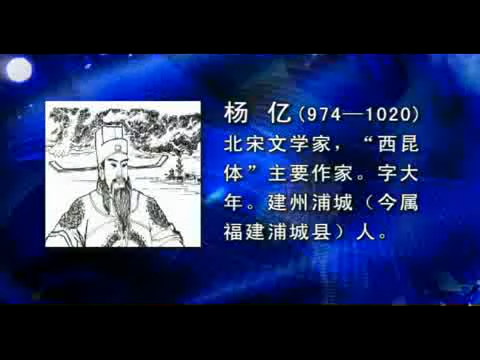 杨 亿(974—1020)
北宋文学家，“西昆
体”主要作家。字大
年。建州浦城（今属
福建浦城县）人。